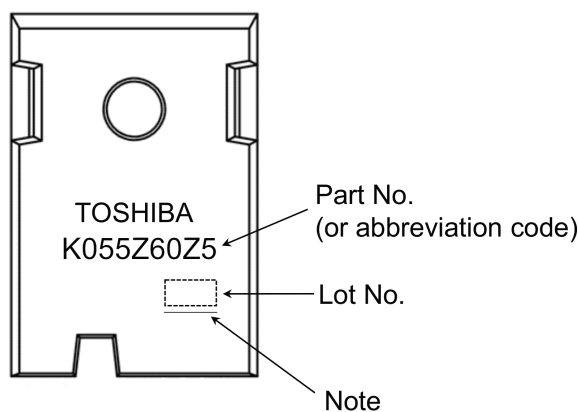 TOSHIBA
K055Z60Z5
Part No.
(or abbreviation code)
Lot No.
Note